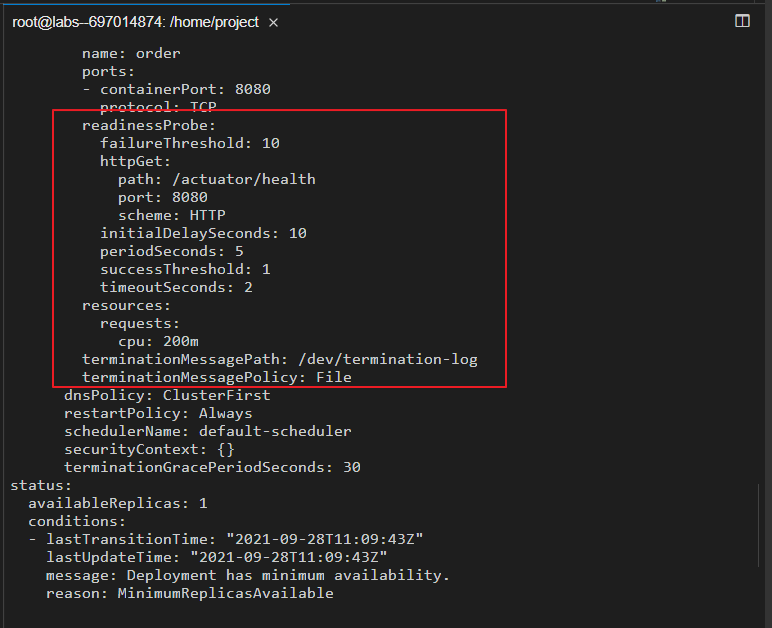 root@labs--697014874: /home/project ×
name: order
ports:
- containerPort: 8080
protocol: TCP
readinessProbe:
failureThreshold: 10
httpGet:
path: /actuator/health
port: 8080
scheme: HTTP
initialDelaySeconds: 10
periodSeconds: 5
successThreshold: 1
timeoutSeconds: 2
resources:
requests:
cpu: 200m
terminationMessagePath: /dev/termination-log
terminationMessagePolicy: File
dnsPolicy: ClusterFirst
restartPolicy: Always
schedulerName: default-scheduler
securityContext: {}
terminationGracePeriodSeconds: 30
status:
availableReplicas: 1
conditions:
- lastTransitionTime: "2021-09-28T11:09:43Z"
lastUpdateTime: "2021-09-28T11:09:43Z"
message: Deployment has minimum availability.
reason: MinimumReplicasAvailable